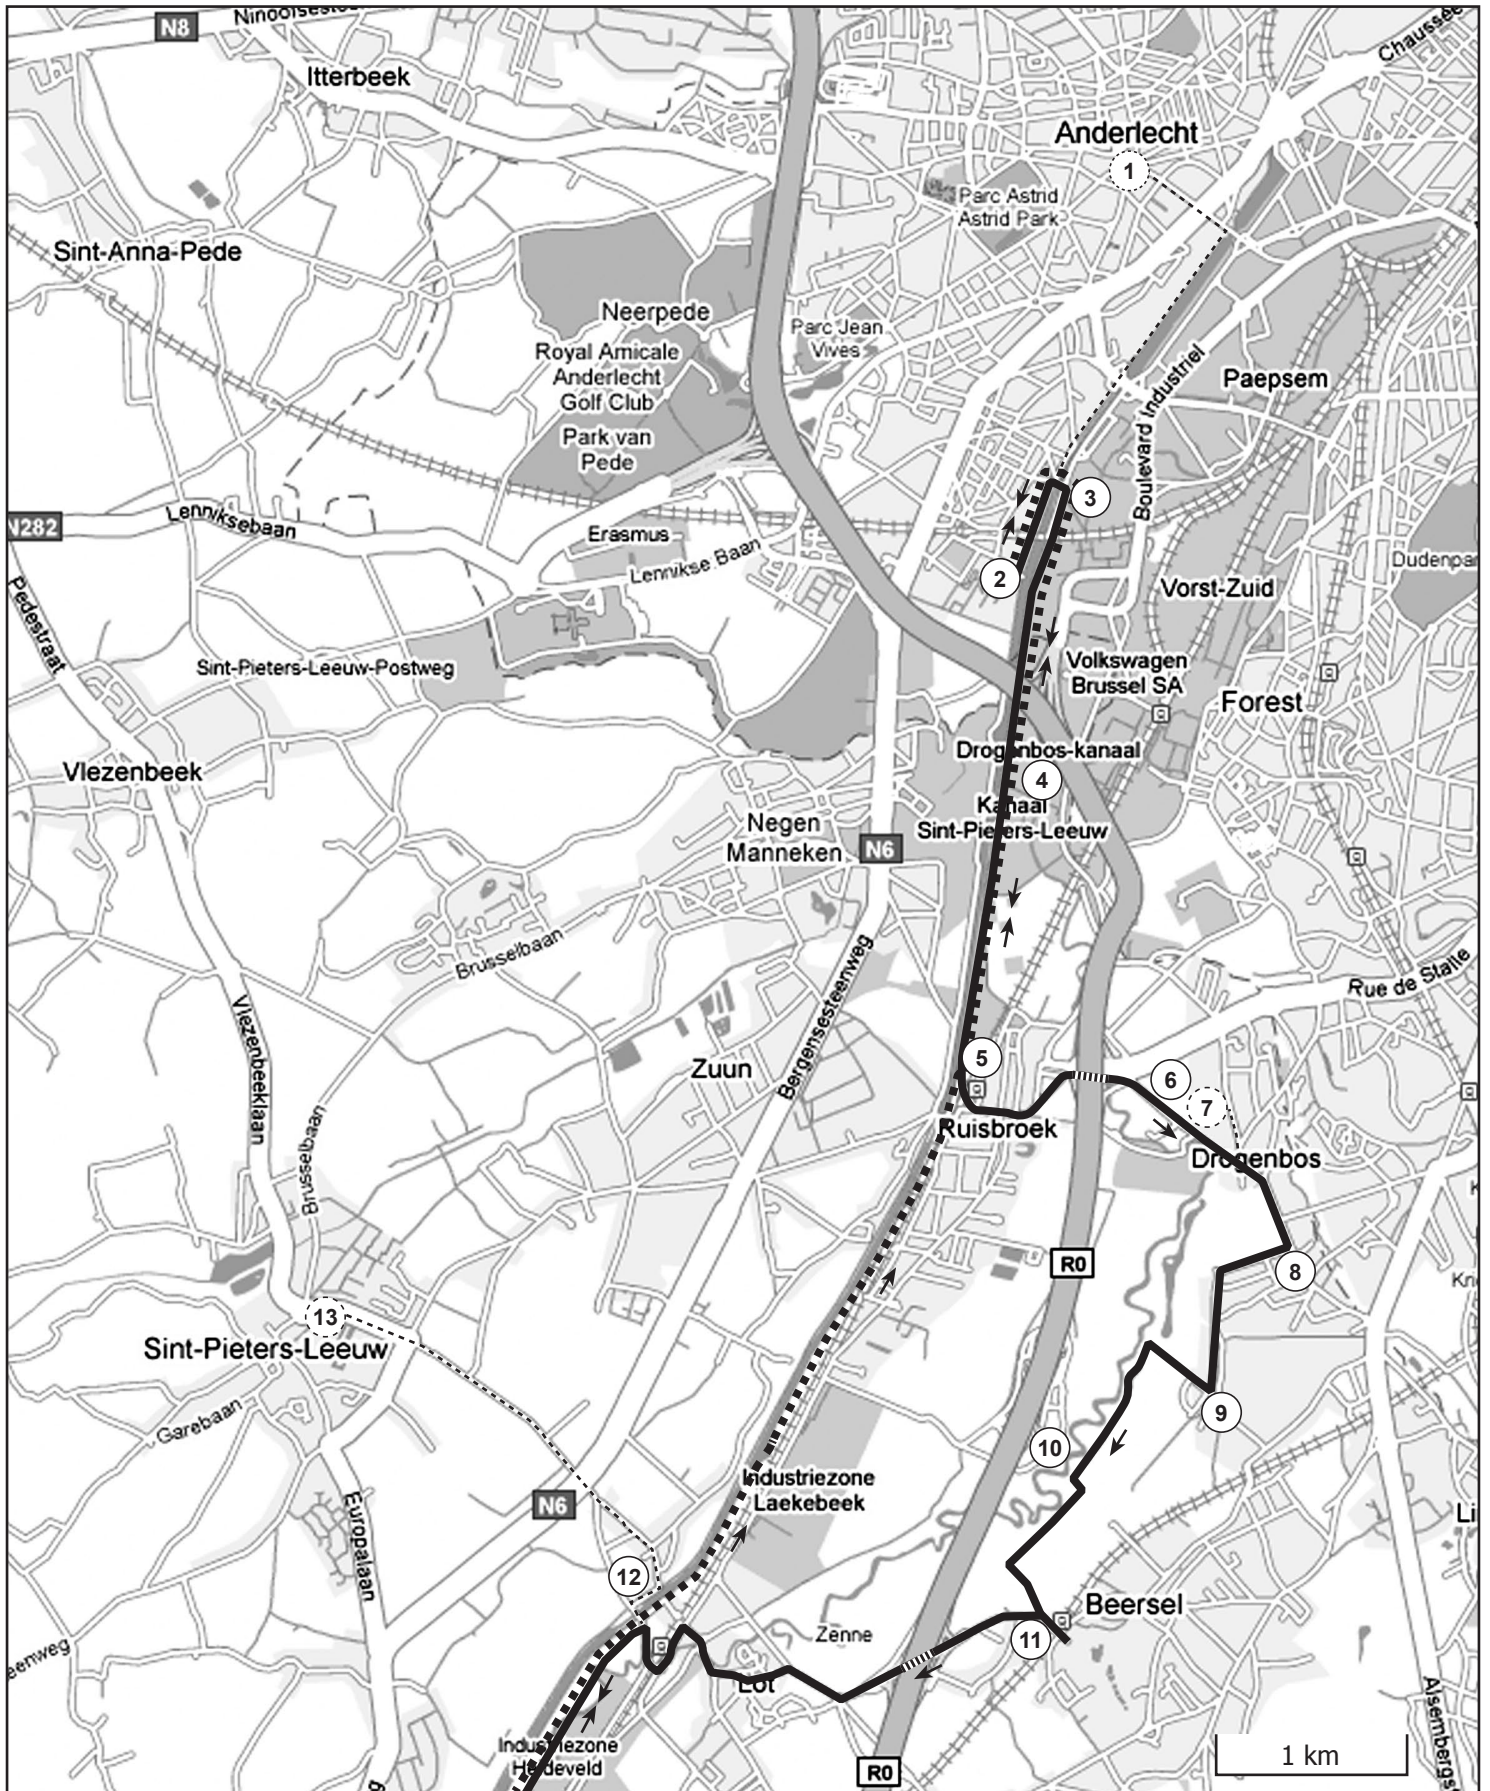 N8
Itterbeek
Anderlecht
1
Parc Astrid
Astrid Park
Sint-Anna-Pede
Neerpede
Parc Jean
Vives
Royal Amicale
Anderlecht
Golf Club
Park van
Pede
Boulevard Industriel
Paepsem
3
N282
Lenniksebaan
Erasmus
Lennikse Baan
2
Dudenpar
Vorst-Zuid
Pedestraat
Sint-Pieters-Leeuw-Postweg
Volkswagen
Brussel SA
Forest
Drogenbos-kanaal
Vlezenbeek
4
Kanaal
Sint-Pieters-Leeuw
Negen
Manneken
N6
Brusselbaan
Bergensesteenweg
Rue de Stalle
Vlezenbeeklaan
Zuun
5
6
7
Ruisbroek
Drogenbos
Brusselbaan
R0
8
13
Sint-Pieters-Leeuw
Garebaan
9
10
Industriezone
Laekebeek
N6
Europalaan
12
Beersel
Zenne
11
Lot
Industriezone
Heideveld
R0
1 km